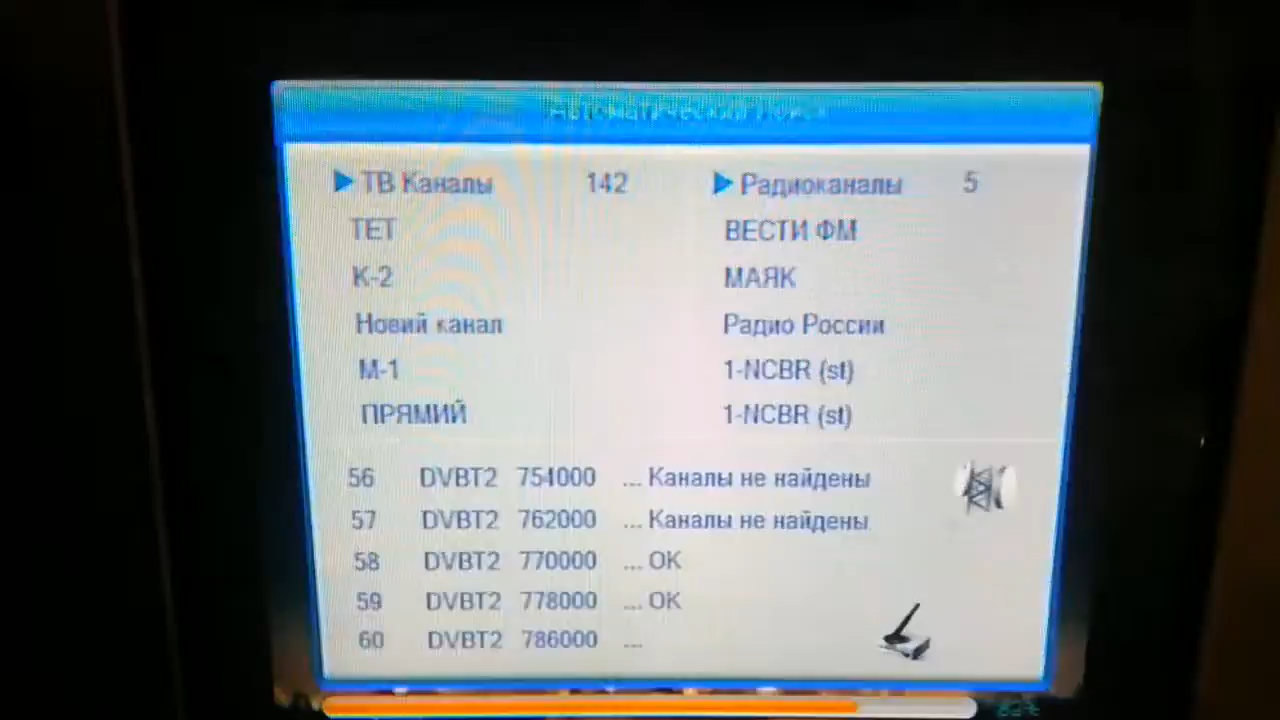 Автоматический поиск
ТВ Каналы 142 Радиоканалы 5
ТЕТ ВЕСТИ ФМ
К-2 МАЯК
Новий канал Радио России
М-1 1-NCBR (st)
ПРЯМИЙ 1-NCBR (st)
56 DVBT2 754000 ... Каналы не найдены
57 DVBT2 762000 ... Каналы не найдены
58 DVBT2 770000 ... OK
59 DVBT2 778000 ... OK
60 DVBT2 786000 ...